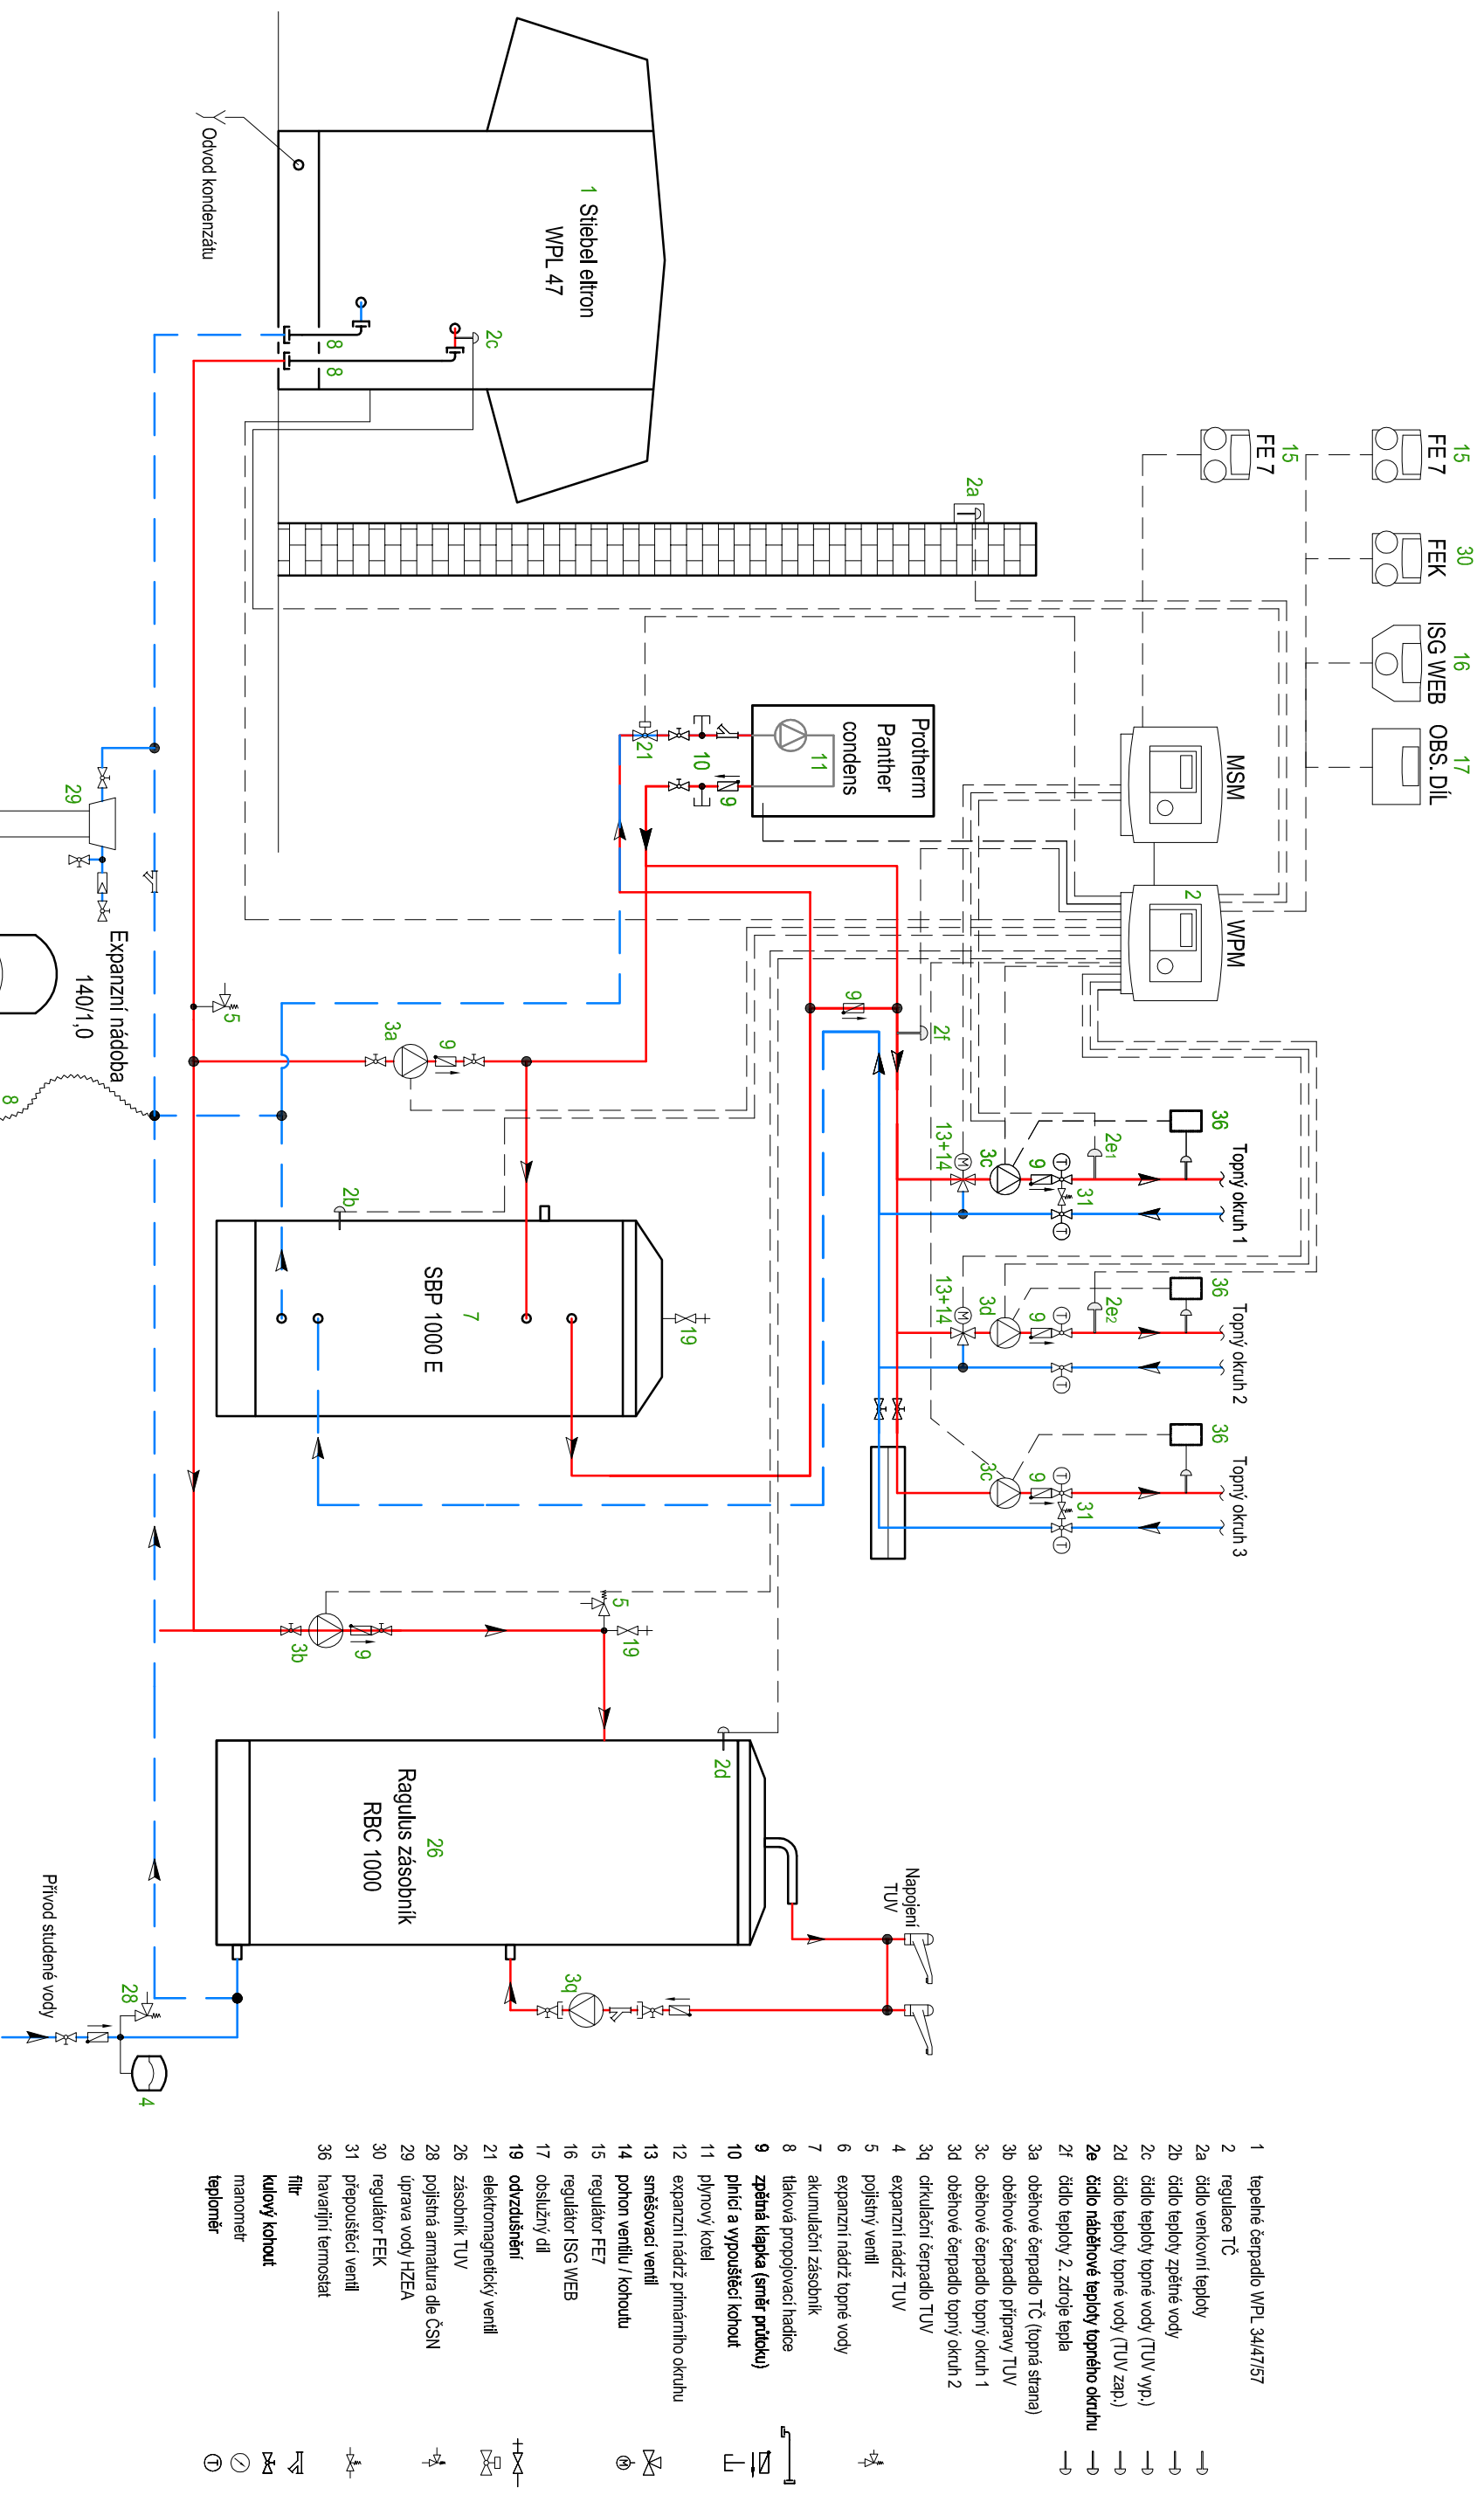 15
FE 7
30
FEK
16
ISG WEB
17
OBS. DÍL
15
FE 7
MSM
2
WPM
2a
1 Stiebel eltron
WPL 47
2c
8
8
Odvod kondenzátu
Protherm
Panther
condens
11
10
9
21
9
2f
3a
9
5
29
Expanzní nádoba
140/1,0
8
36
Topný okruh 1
2e1
31
9
3c
13+14
36
Topný okruh 2
2e2
9
3d
13+14
36
Topný okruh 3
31
9
3c
M
M
T
T
T
T
T
T
2b
7
SBP 1000 E
19
5
19
9
3b
2d
26
Ragulus zásobník
RBC 1000
Napojení
TUV
3q
28
4
Přívod studené vody
1 tepelné čerpadlo WPL 34/47/57
2 regulace TČ
2a čidlo venkovní teploty
2b čidlo teploty zpětné vody
2c čidlo teploty topné vody (TUV vyp.)
2d čidlo teploty topné vody (TUV zap.)
2e čidlo náběhové teploty topného okruhu
2f čidlo teploty 2. zdroje tepla
3a oběhové čerpadlo TČ (topná strana)
3b oběhové čerpadlo přípravy TUV
3c oběhové čerpadlo topný okruh 1
3d oběhové čerpadlo topný okruh 2
3q cirkulační čerpadlo TUV
4 expanzní nádrž TUV
5 pojistný ventil
6 expanzní nádrž topné vody
7 akumulační zásobník
8 tlaková propojovací hadice
9 zpětná klapka (směr průtoku)
10 plnící a vypouštěcí kohout
11 plynový kotel
12 expanzní nádrž primárního okruhu
13 směšovací ventil
14 pohon ventilu / kohoutu
M
15 regulátor FE7
16 regulátor ISG WEB
17 obslužný díl
19 odvzdušnění
21 elektromagnetický ventil
26 zásobník TUV
28 pojistná armatura dle ČSN
29 úprava vody HZEA
30 regulátor FEK
31 přepouštěcí ventil
36 havarijní termostat
filtr
kulový kohout
manometr
teploměr
T